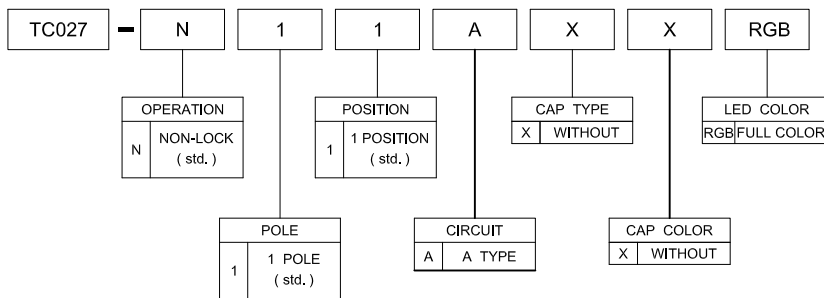 TC027 - N 1 1 A X X RGB
OPERATION
N NON-LOCK
( std. )
POSITION
1 1 POSITION
( std. )
CAP TYPE
X WITHOUT
LED COLOR
RGB FULL COLOR
POLE
1 1 POLE
( std. )
CIRCUIT
A A TYPE
CAP COLOR
X WITHOUT